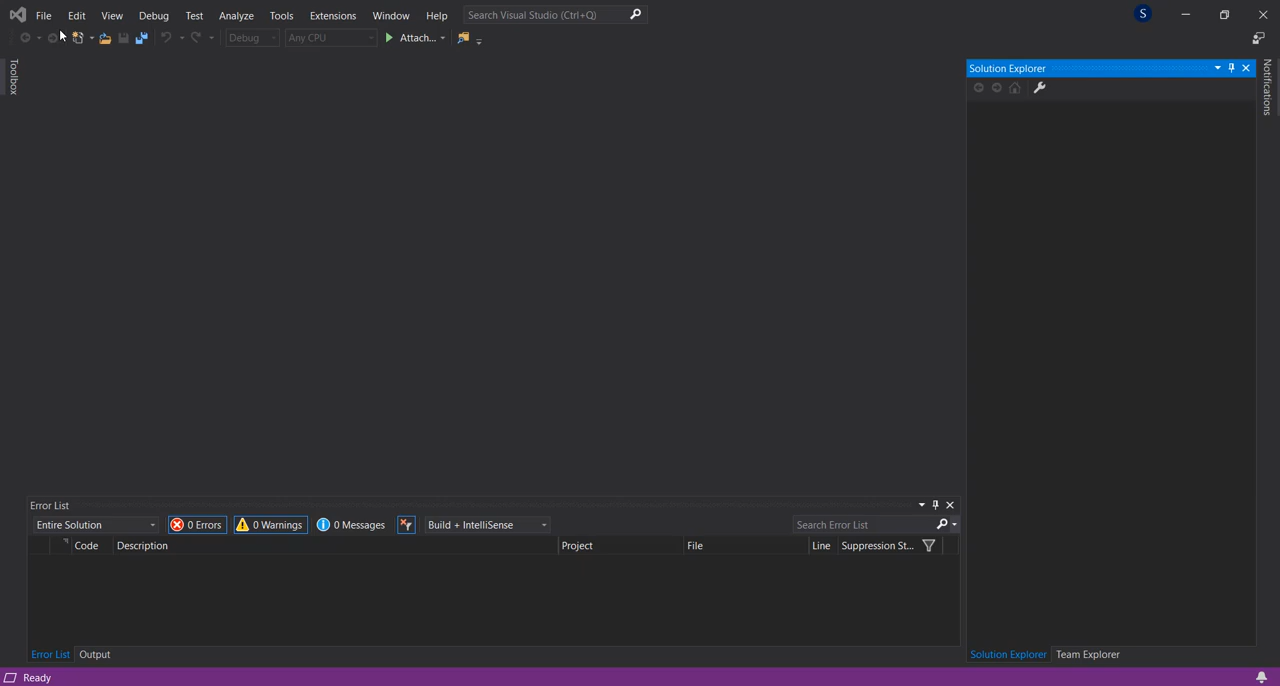 File Edit View Debug Test Analyze Tools Extensions Window Help Search Visual Studio (Ctrl+Q) S
Debug Any CPU Attach...
Toolbox
Solution Explorer
Notifications
Error List
Entire Solution 0 Errors 0 Warnings 0 Messages Build + IntelliSense Search Error List
Code Description Project File Line Suppression St...
Error List Output
Solution Explorer Team Explorer
Ready